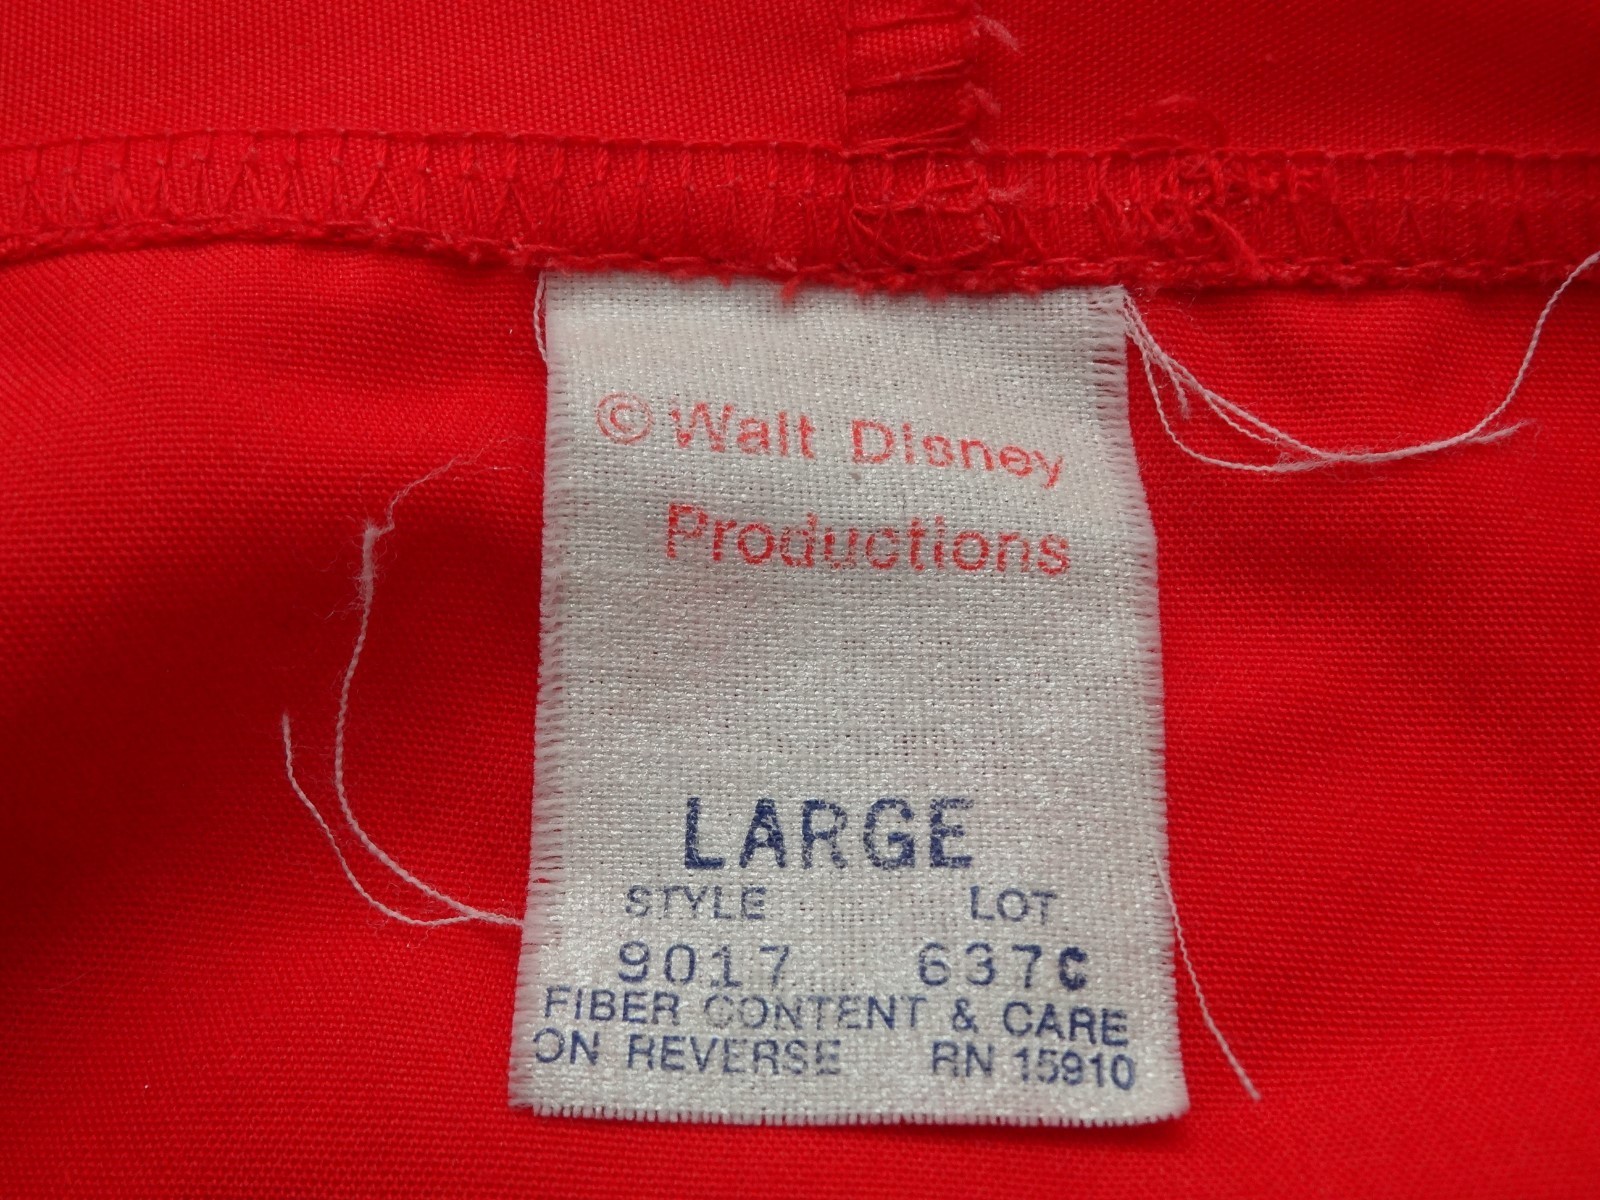 © Walt Disney
Productions
LARGE
STYLE LOT
9017 637C
FIBER CONTENT & CARE
ON REVERSE RN 15910